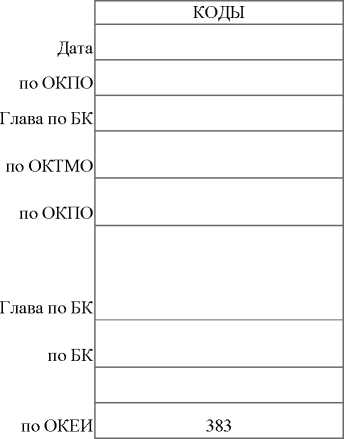 КОДЫ
Дата
по ОКПО
Глава по БК
по ОКТМО
по ОКПО
Глава по БК
по БК
по ОКЕИ 383